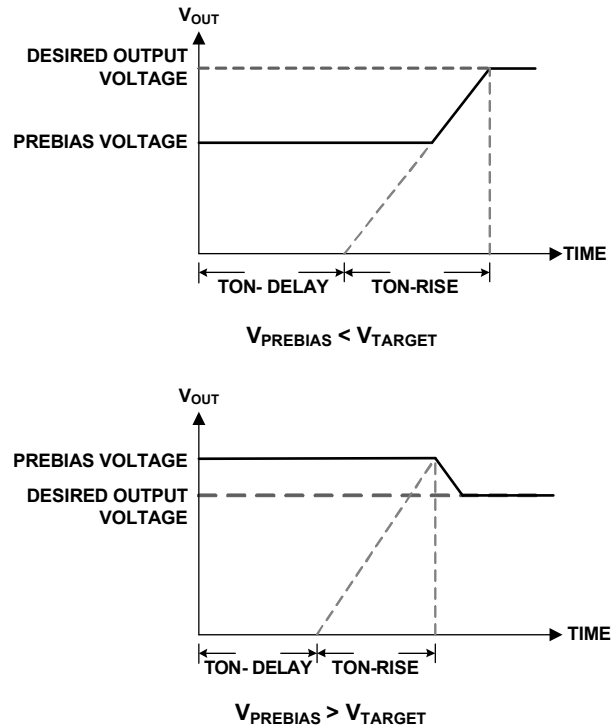 VOUT
DESIRED OUTPUT
VOLTAGE
PREBIAS VOLTAGE
TIME
TON- DELAY
TON-RISE
VPREBIAS < VTARGET
VOUT
PREBIAS VOLTAGE
DESIRED OUTPUT
VOLTAGE
TIME
TON- DELAY
TON-RISE
VPREBIAS > VTARGET